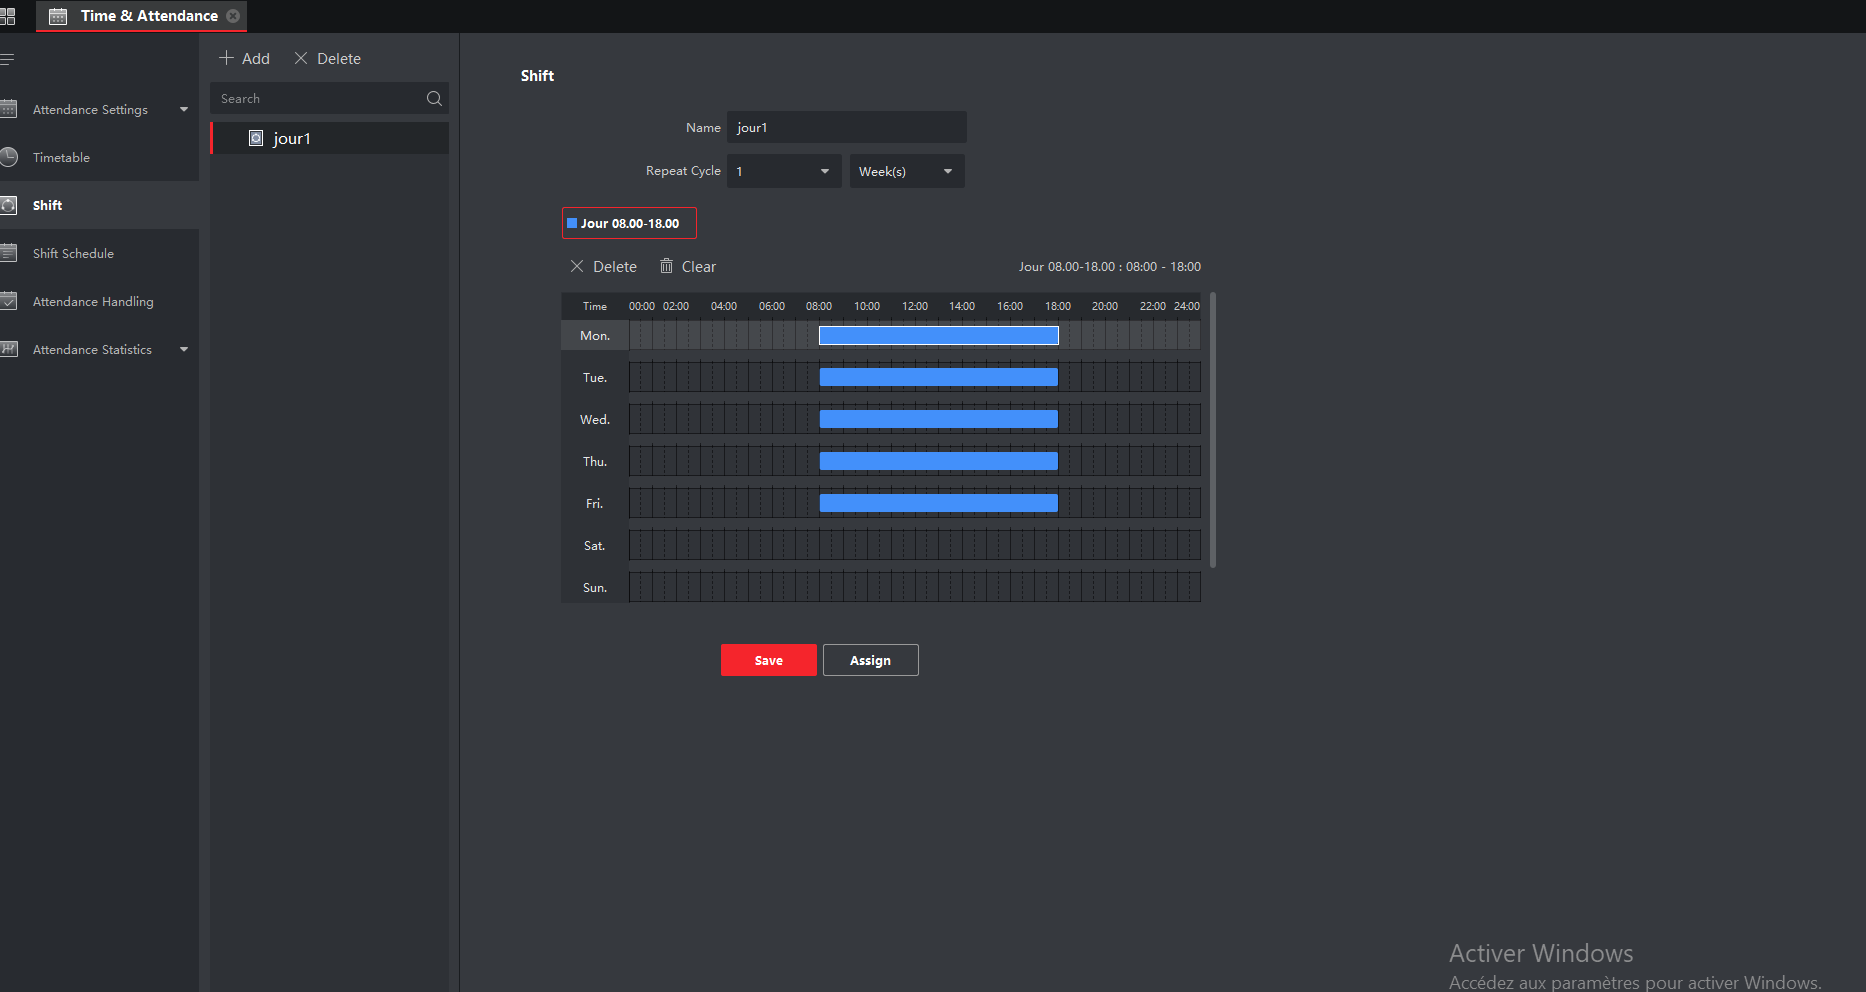 Time & Attendance
Add Delete
Search
Attendance Settings
Timetable
Shift
Shift Schedule
Attendance Handling
Attendance Statistics
jour1
Shift
Name jour1
Repeat Cycle 1 Week(s)
Jour 08.00-18.00
Delete Clear Jour 08.00-18.00 : 08:00 - 18:00
Time 00:00 02:00 04:00 06:00 08:00 10:00 12:00 14:00 16:00 18:00 20:00 22:00 24:00
Mon.
Tue.
Wed.
Thu.
Fri.
Sat.
Sun.
Save Assign
Activer Windows
Accédez aux paramètres pour activer Windows.